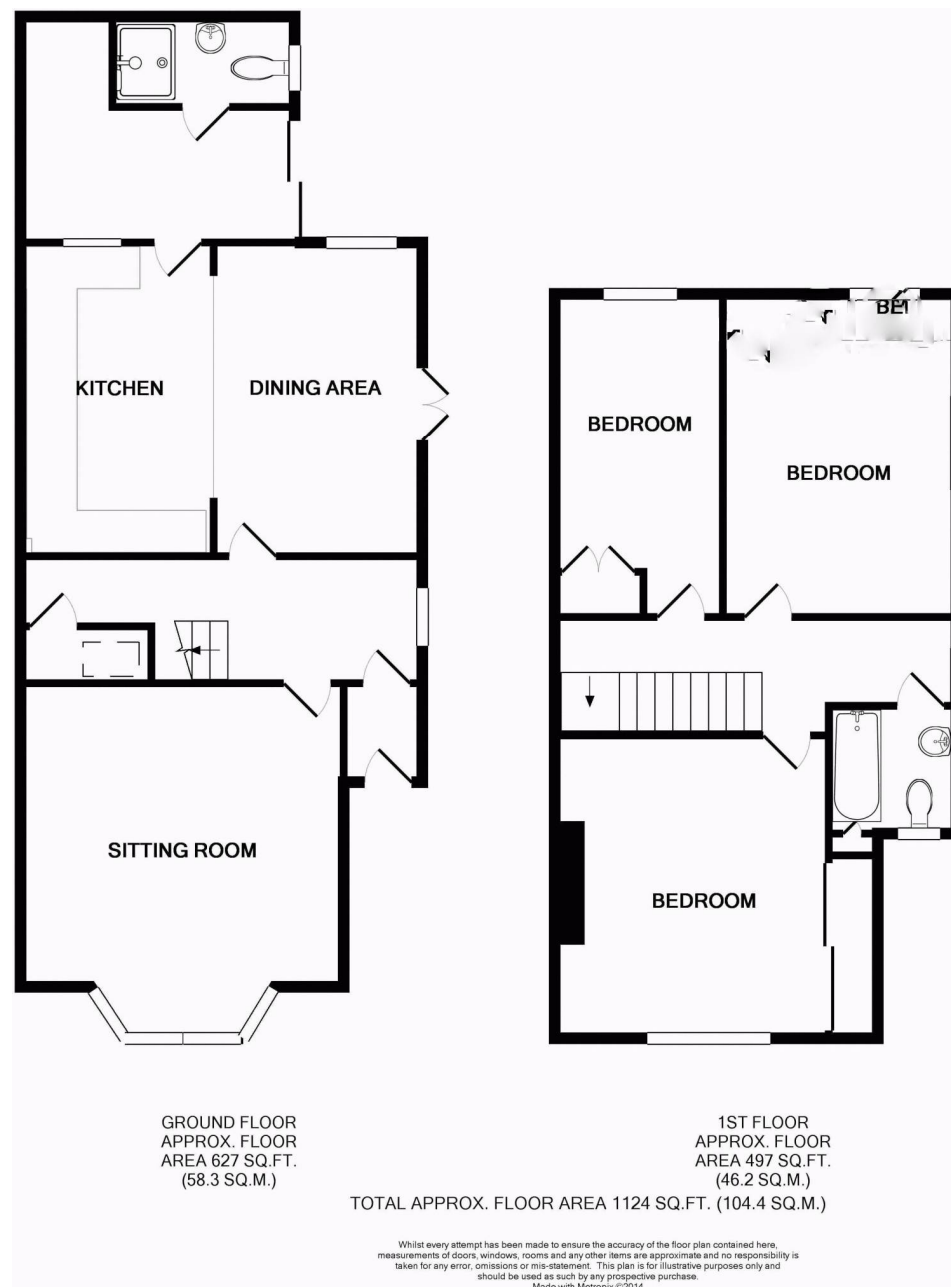 KITCHEN
DINING AREA
SITTING ROOM
BEDROOM
BEDROOM
BEDROOM
GROUND FLOOR
APPROX. FLOOR
AREA 627 SQ.FT.
(58.3 SQ.M.)
1ST FLOOR
APPROX. FLOOR
AREA 497 SQ.FT.
(46.2 SQ.M.)
TOTAL APPROX. FLOOR AREA 1124 SQ.FT. (104.4 SQ.M.)
Whilst every attempt has been made to ensure the accuracy of the floor plan contained here,
measurements of doors, windows, rooms and any other items are approximate and no responsibility is
taken for any error, omissions or mis-statement. This plan is for illustrative purposes only and
should be used as such by any prospective purchase.
Made with Metropix ©2014